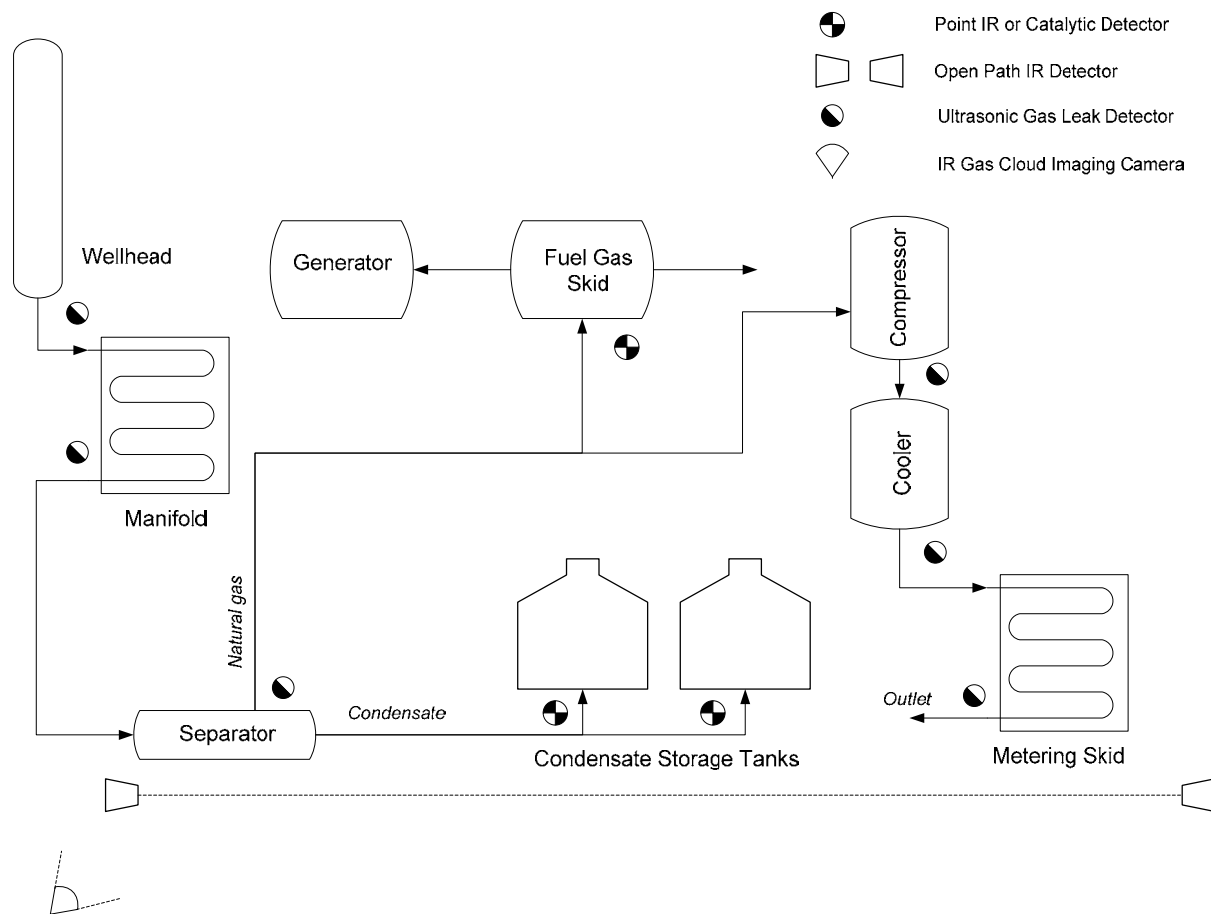 Point IR or Catalytic Detector
Open Path IR Detector
Ultrasonic Gas Leak Detector
IR Gas Cloud Imaging Camera
Wellhead
Generator
Fuel Gas
Skid
Compressor
Cooler
Manifold
Natural gas
Condensate
Separator
Condensate Storage Tanks
Outlet
Metering Skid